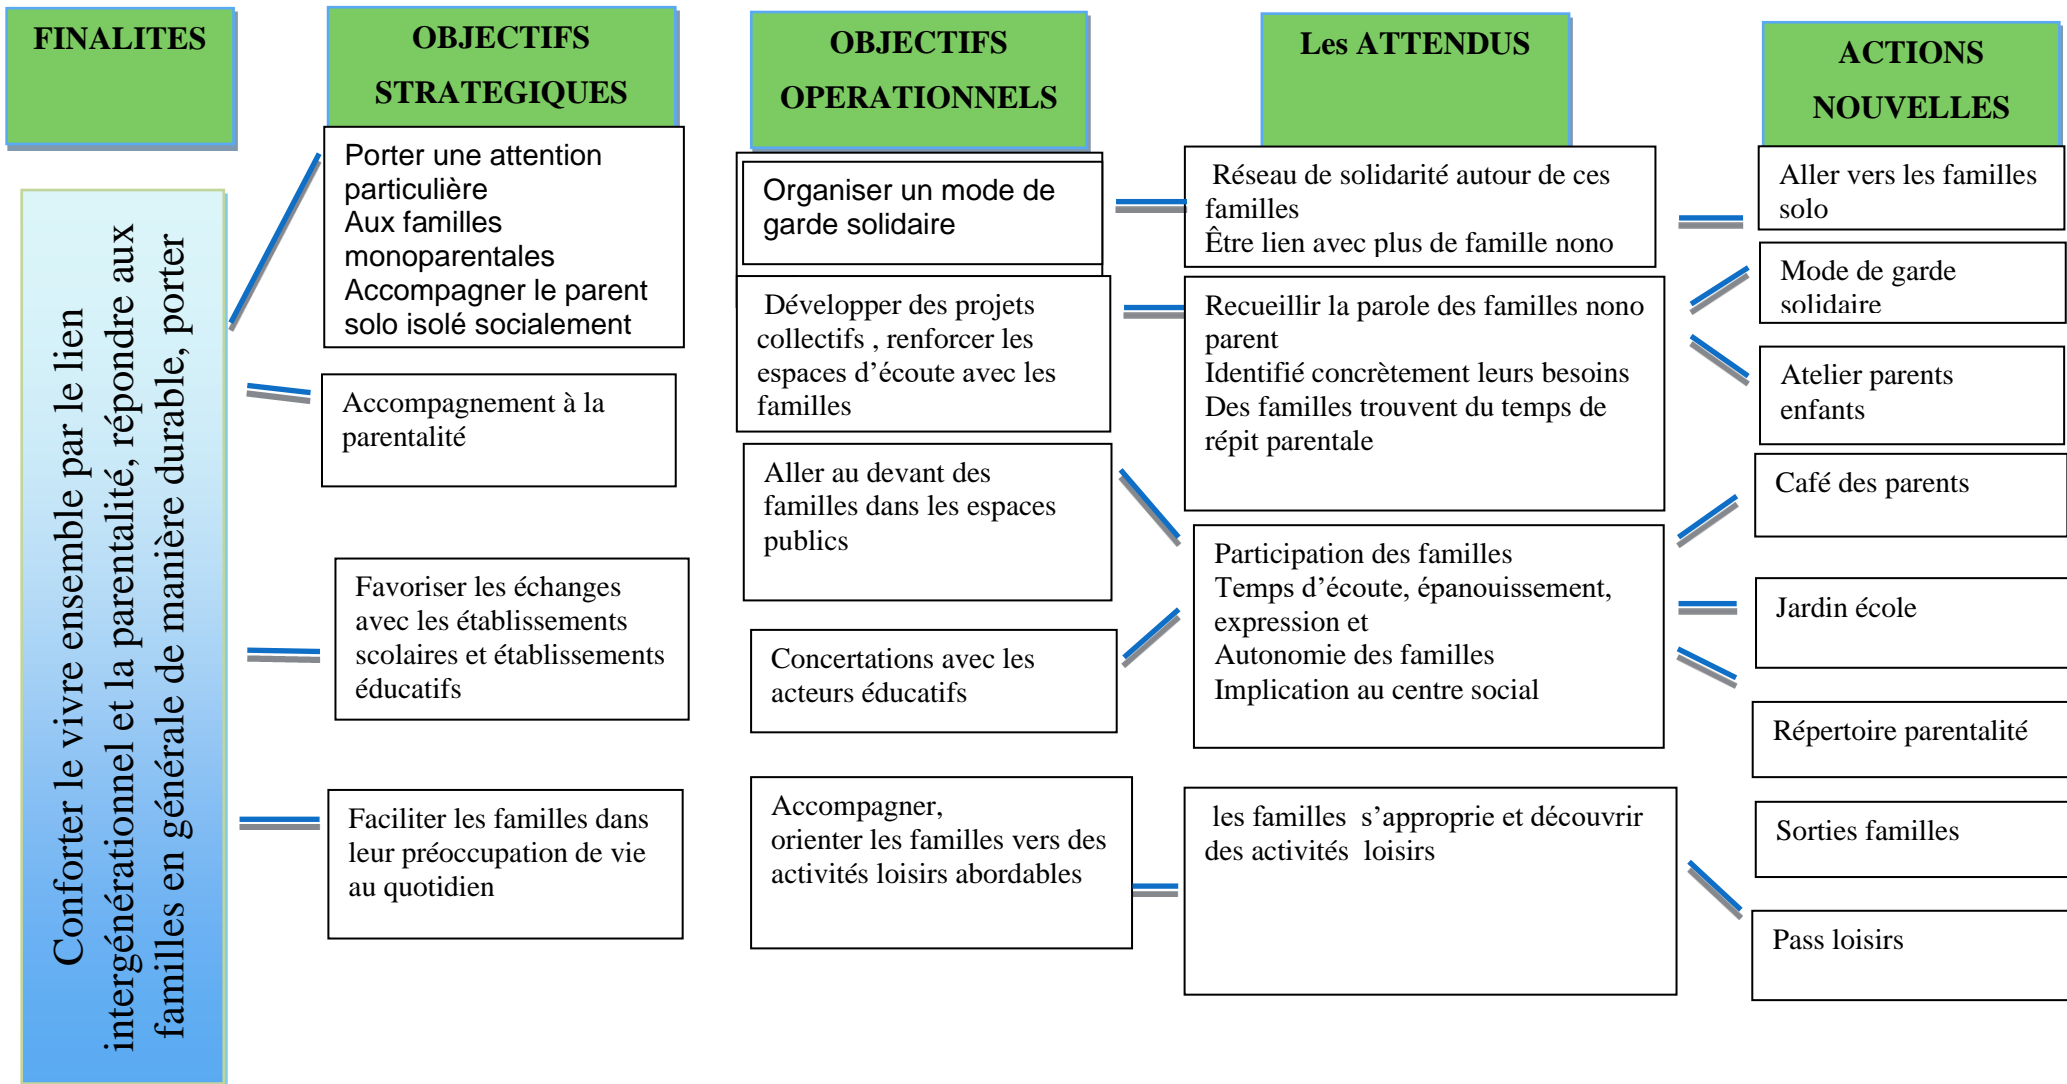 FINALITES
OBJECTIFS
STRATEGIQUES
OBJECTIFS
OPERATIONNELS
Les ATTENDUS
ACTIONS
NOUVELLES
Conforter le vivre ensemble par le lien
intergénérationnel et la parentalité, répondre aux
familles en générale de manière durable, porter
Porter une attention
particulière
Aux familles
monoparentales
Accompagner le parent
solo isolé socialement
Accompagnement à la
parentalité
Favoriser les échanges
avec les établissements
scolaires et établissements
éducatifs
Faciliter les familles dans
leur préoccupation de vie
au quotidien
Organiser un mode de
garde solidaire
Développer des projets
collectifs , renforcer les
espaces d’écoute avec les
familles
Aller au devant des
familles dans les espaces
publics
Concertations avec les
acteurs éducatifs
Accompagner,
orienter les familles vers des
activités loisirs abordables
Réseau de solidarité autour de ces
familles
Être lien avec plus de famille nono
Recueillir la parole des familles nono
parent
Identifié concrètement leurs besoins
Des familles trouvent du temps de
répit parentale
Participation des familles
Temps d’écoute, épanouissement,
expression et
Autonomie des familles
Implication au centre social
les familles s’approprie et découvrir
des activités loisirs
Aller vers les familles
solo
Mode de garde
solidaire
Atelier parents
enfants
Café des parents
Jardin école
Répertoire parentalité
Sorties familles
Pass loisirs